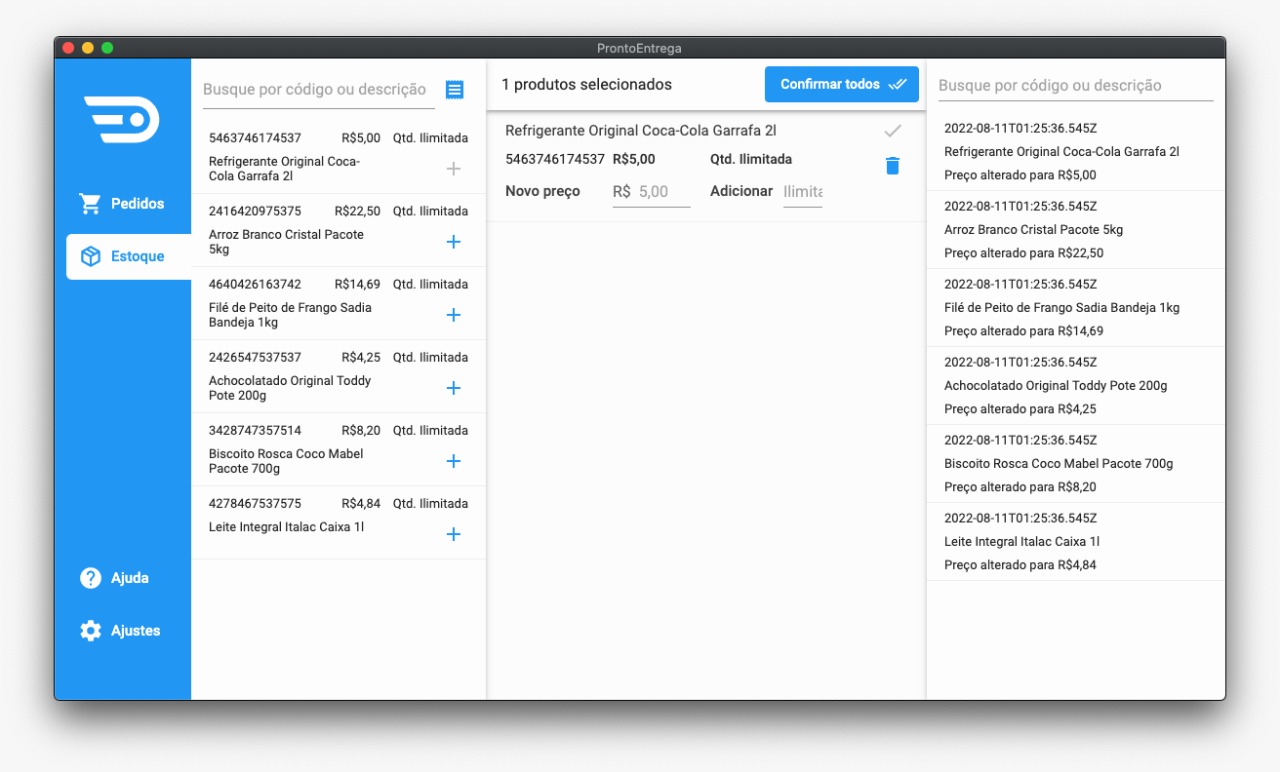 ProntoEntrega
Pedidos
Estoque
Ajuda
Ajustes
Busque por código ou descrição
5463746174537 R$5,00 Qtd. Ilimitada
Refrigerante Original Coca-
Cola Garrafa 2l
2416420975375 R$22,50 Qtd. Ilimitada
Arroz Branco Cristal Pacote
5kg
4640426163742 R$14,69 Qtd. Ilimitada
Filé de Peito de Frango Sadia
Bandeja 1kg
2426547537537 R$4,25 Qtd. Ilimitada
Achocolatado Original Toddy
Pote 200g
3428747357514 R$8,20 Qtd. Ilimitada
Biscoito Rosca Coco Mabel
Pacote 700g
4278467537575 R$4,84 Qtd. Ilimitada
Leite Integral Italac Caixa 1l
1 produtos selecionados
Confirmar todos
Refrigerante Original Coca-Cola Garrafa 2l
5463746174537 R$5,00 Qtd. Ilimitada
Novo preço R$ 5,00 Adicionar Ilimita
Busque por código ou descrição
2022-08-11T01:25:36.545Z
Refrigerante Original Coca-Cola Garrafa 2l
Preço alterado para R$5,00
2022-08-11T01:25:36.545Z
Arroz Branco Cristal Pacote 5kg
Preço alterado para R$22,50
2022-08-11T01:25:36.545Z
Filé de Peito de Frango Sadia Bandeja 1kg
Preço alterado para R$14,69
2022-08-11T01:25:36.545Z
Achocolatado Original Toddy Pote 200g
Preço alterado para R$4,25
2022-08-11T01:25:36.545Z
Biscoito Rosca Coco Mabel Pacote 700g
Preço alterado para R$8,20
2022-08-11T01:25:36.545Z
Leite Integral Italac Caixa 1l
Preço alterado para R$4,84